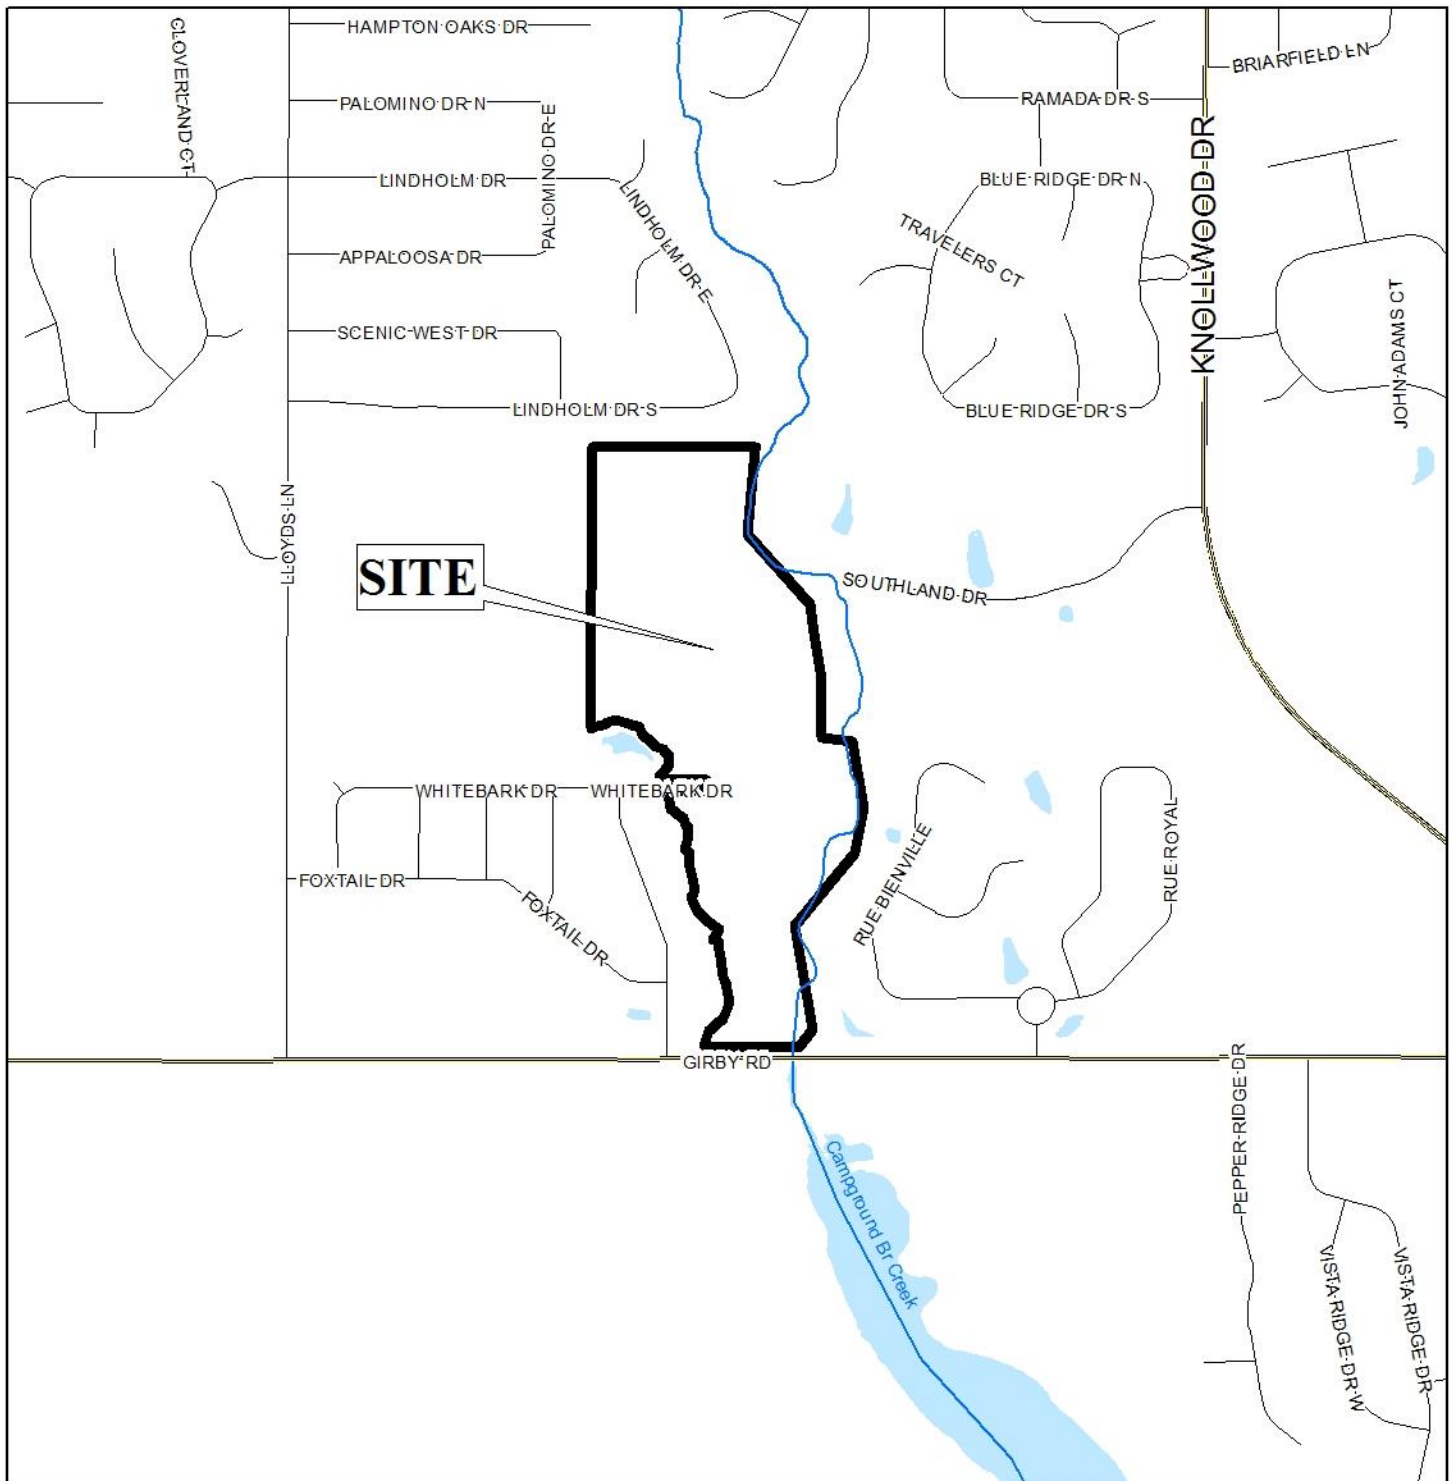 HAMPTON OAKS DR
CLOVERLAND CT
BRIARFIELD LN
PALOMINO DR N
PALOMINO DR E
RAMADA DR S
KNOLLWOOD DR
LINDHOLM DR
LINDHOLM DR E
BLUE RIDGE DR N
TRAVELERS CT
APPALOOSA DR
SCENIC WEST DR
JOHN ADAMS CT
LINDHOLM DR S
BLUE RIDGE DR S
LLOYDS LN
SITE
SOUTHLAND DR
WHITEBARK DR
WHITEBARK DR
RUE BIENVILLE
RUE ROYAL
FOXTAIL DR
FOXTAIL DR
GIRBY RD
PEPPER RIDGE DR
Campground Br Creek
VISTA RIDGE DR W
VISTA RIDGE DR